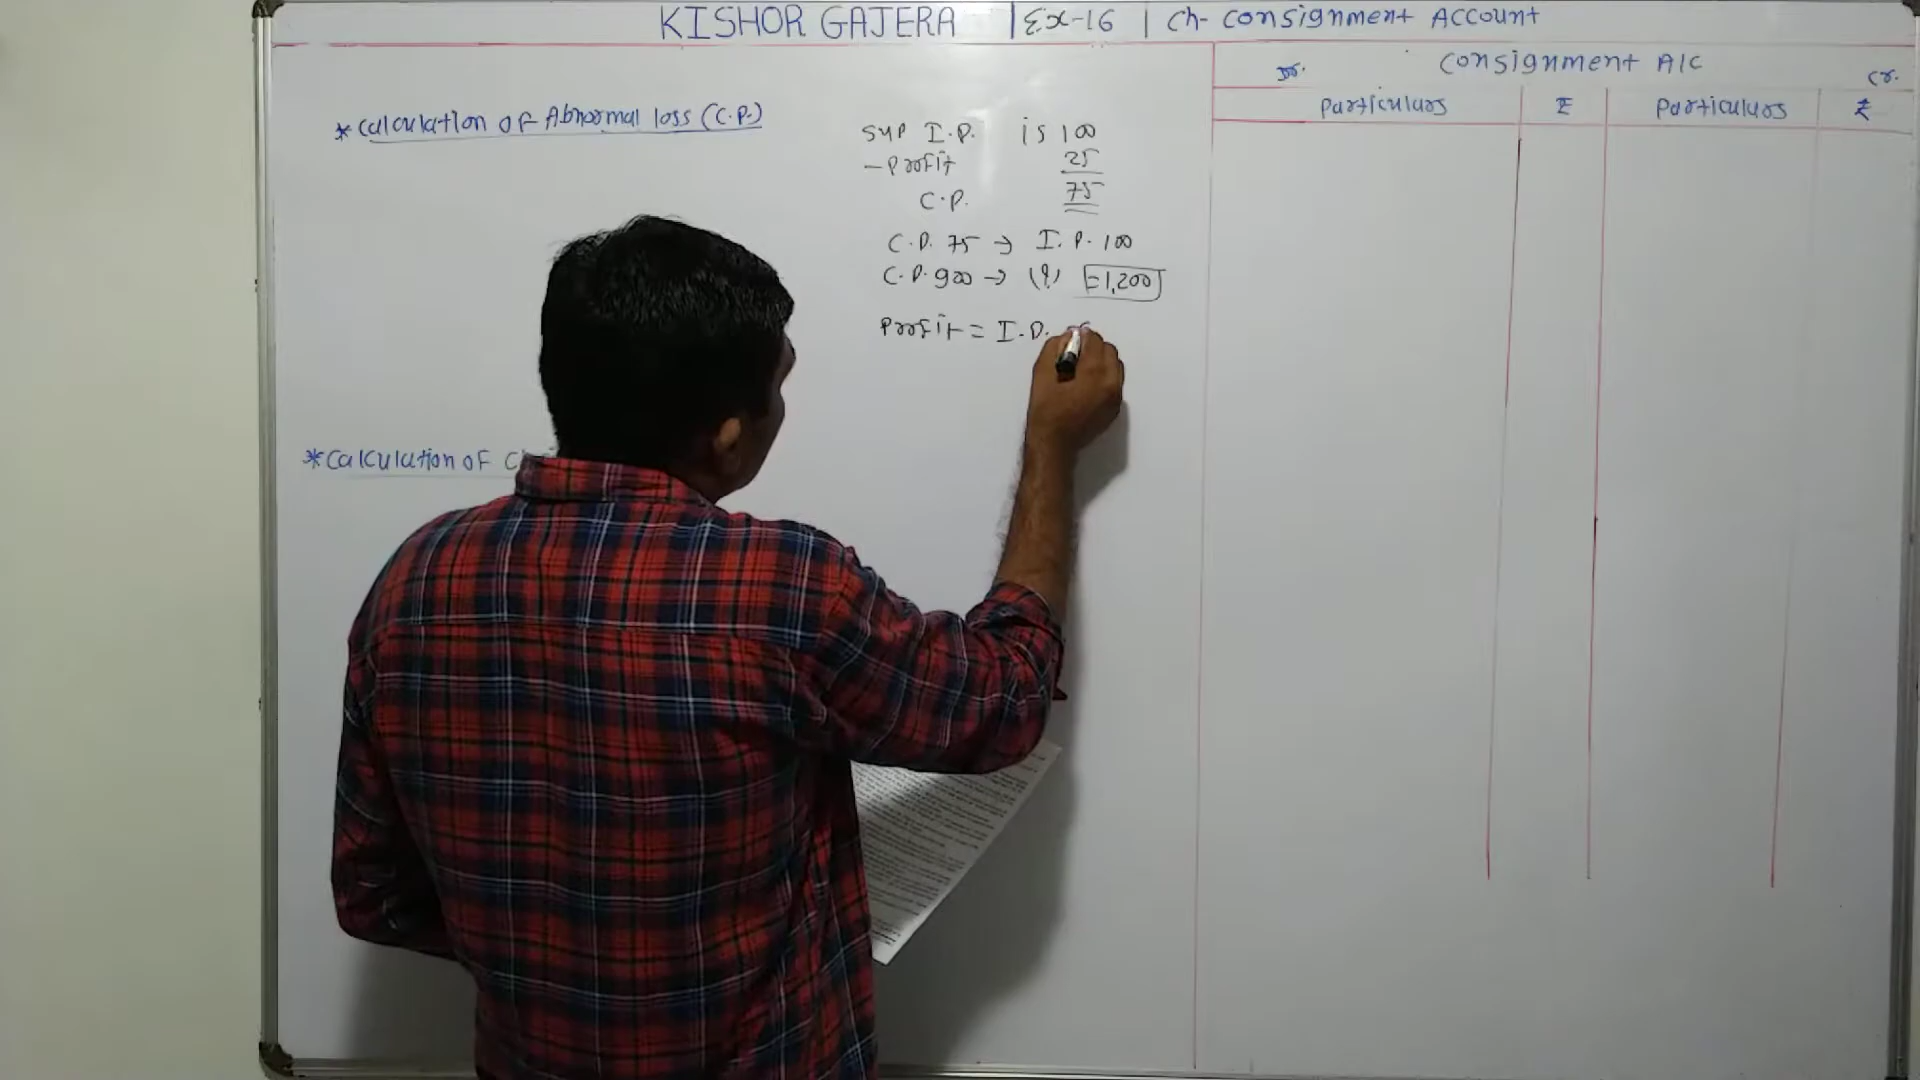 KISHOR GAJERA | Ex-16 | Ch- Consignment Account
* Calculation of Abnormal loss (C.P.)
Sup I.P. is 100
- Profit 25
C.P. 75
C.P. 75 → I.P. 100
C.P. 900 → (?) = 1,200
Profit = I.P.
* Calculation of
Consignment A/c
Dr. Cr.
Particulars ₹ Particulars ₹